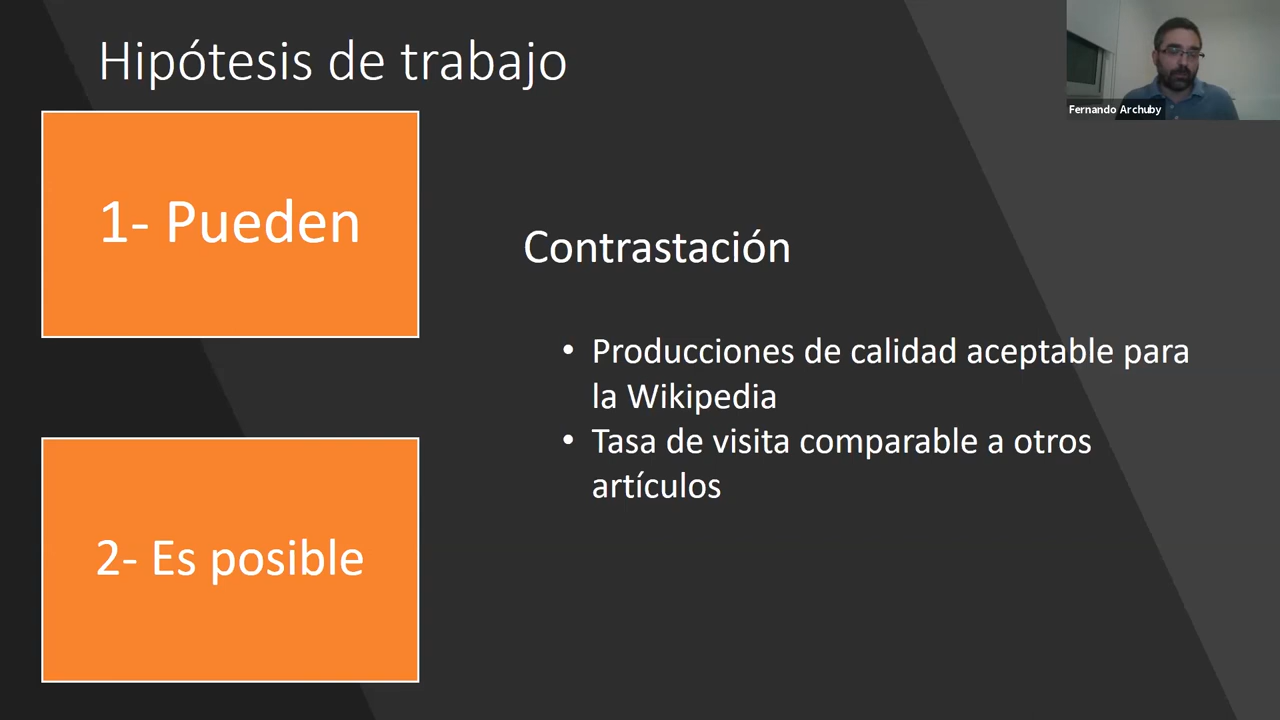 Hipótesis de trabajo
Fernando Archuby
1- Pueden
Contrastación
• Producciones de calidad aceptable para
la Wikipedia
• Tasa de visita comparable a otros
artículos
2- Es posible